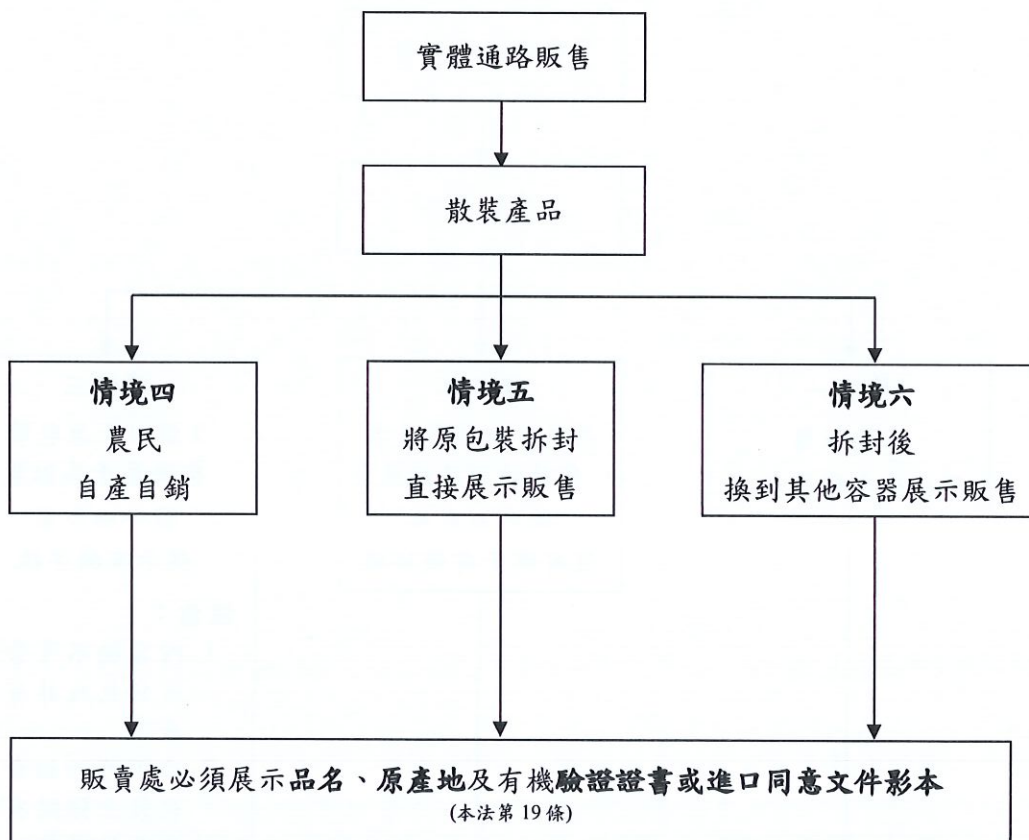 實體通路販售
散裝產品
情境四
農民
自產自銷
情境五
將原包裝拆封
直接展示販售
情境六
拆封後
換到其他容器展示販售
販賣處必須展示品名、原產地及有機驗證證書或進口同意文件影本
(本法第 19 條)